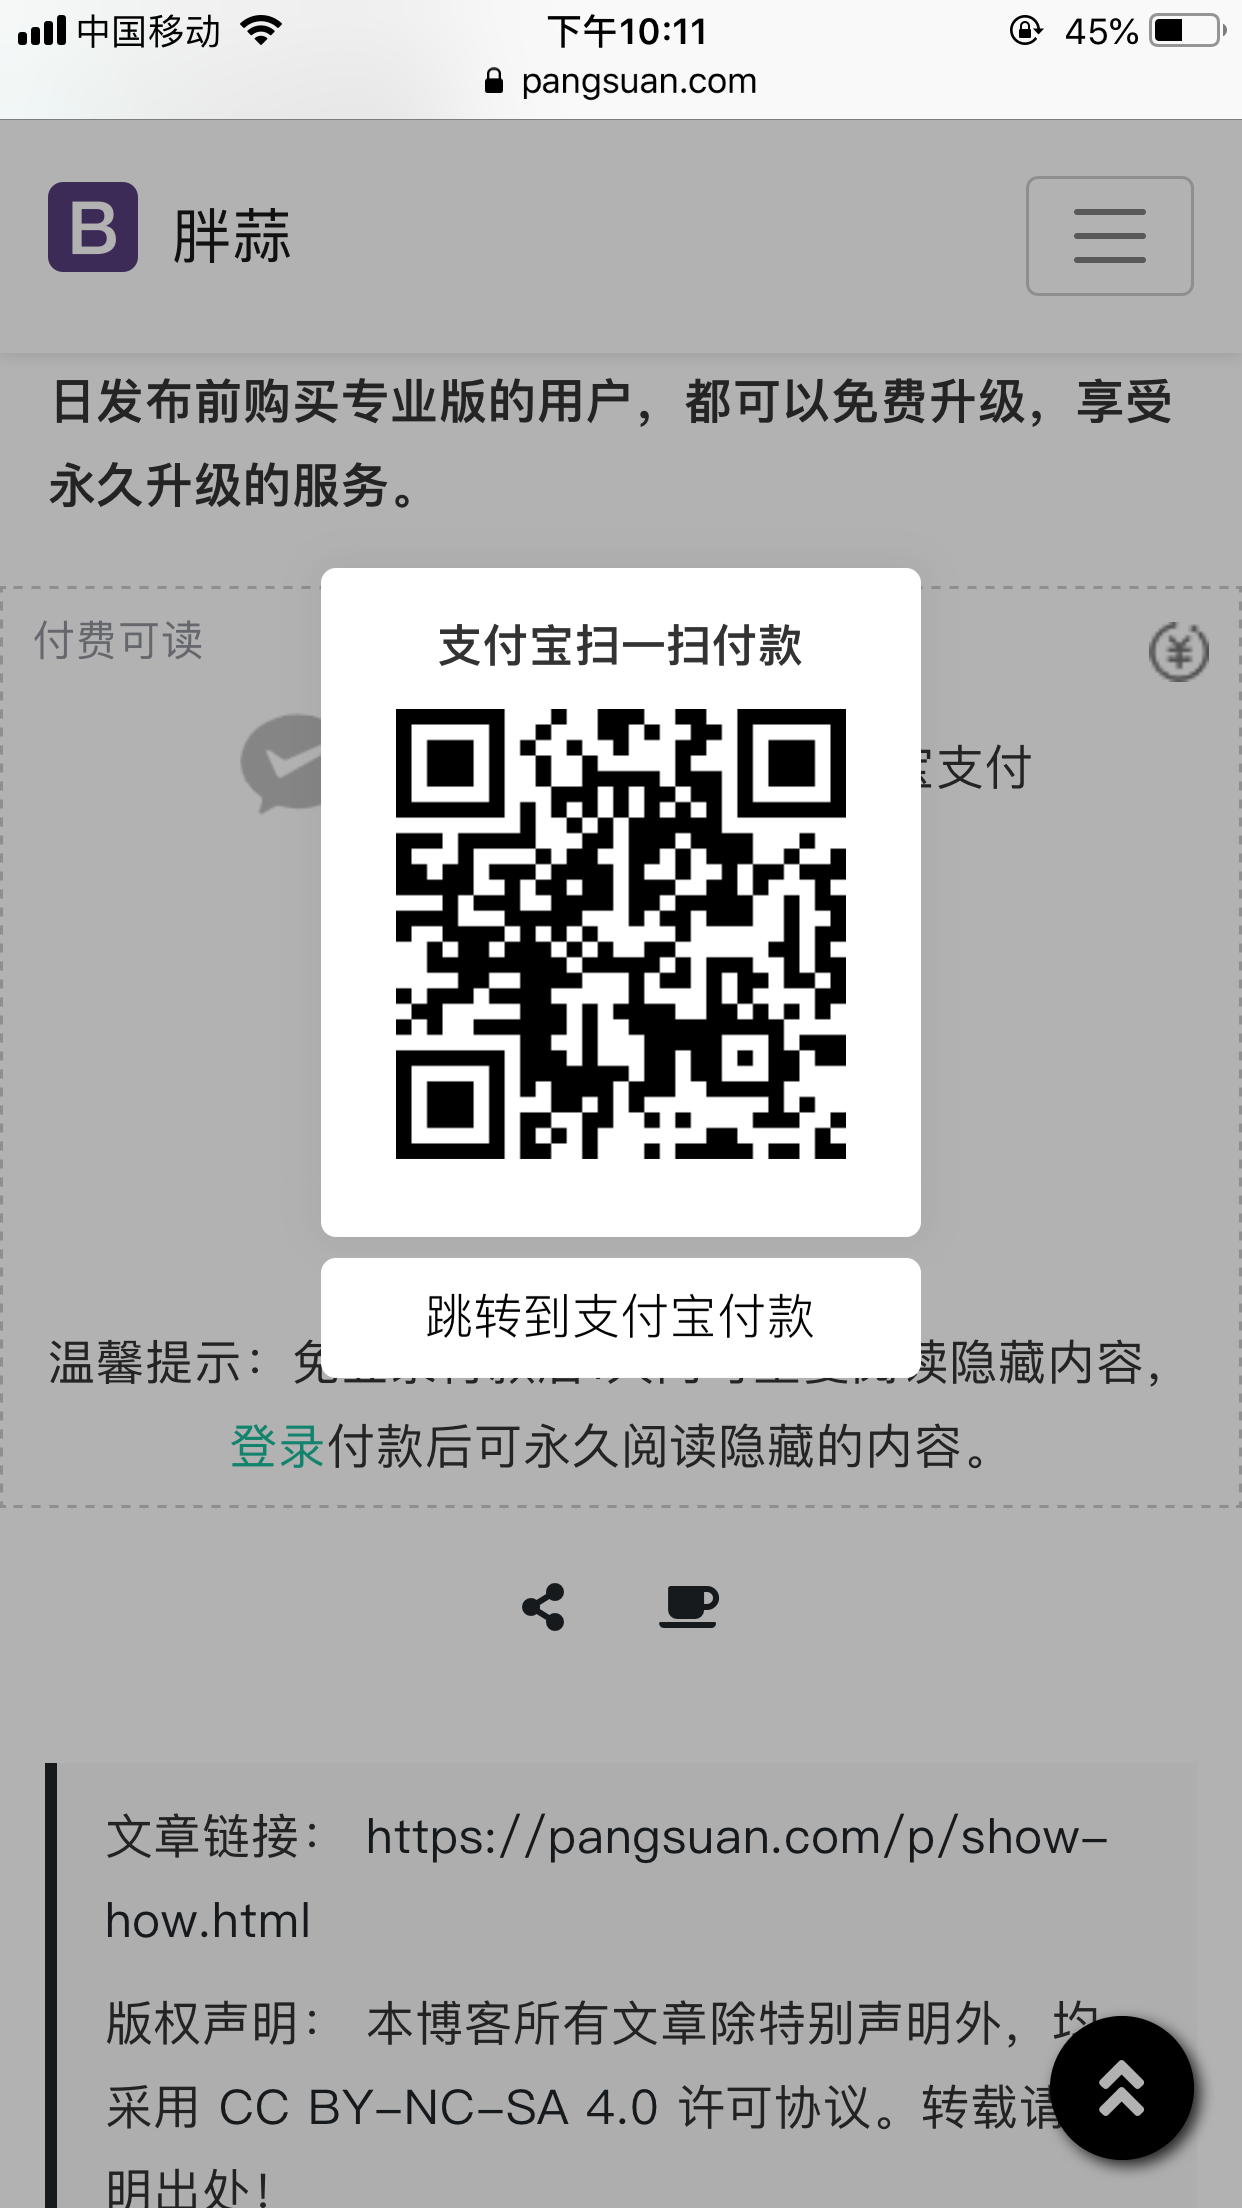 中国移动
下午10:11
45%
pangsuan.com
B 胖蒜
日发布前购买专业版的用户，都可以免费升级，享受
永久升级的服务。
付费可读
支付宝扫一扫付款
支付
跳转到支付宝付款
温馨提示：免
读隐藏内容，
登录付款后可永久阅读隐藏的内容。
文章链接： https://pangsuan.com/p/show-
how.html
版权声明： 本博客所有文章除特别声明外，均
采用 CC BY-NC-SA 4.0 许可协议。转载请
明出处！